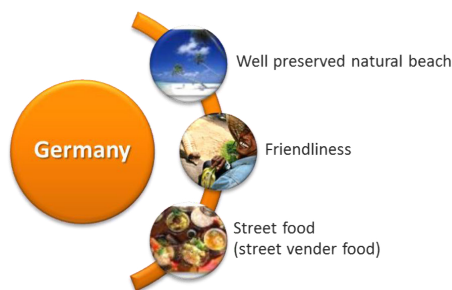 Germany
Well preserved natural beach
Friendliness
Street food
(street vender food)